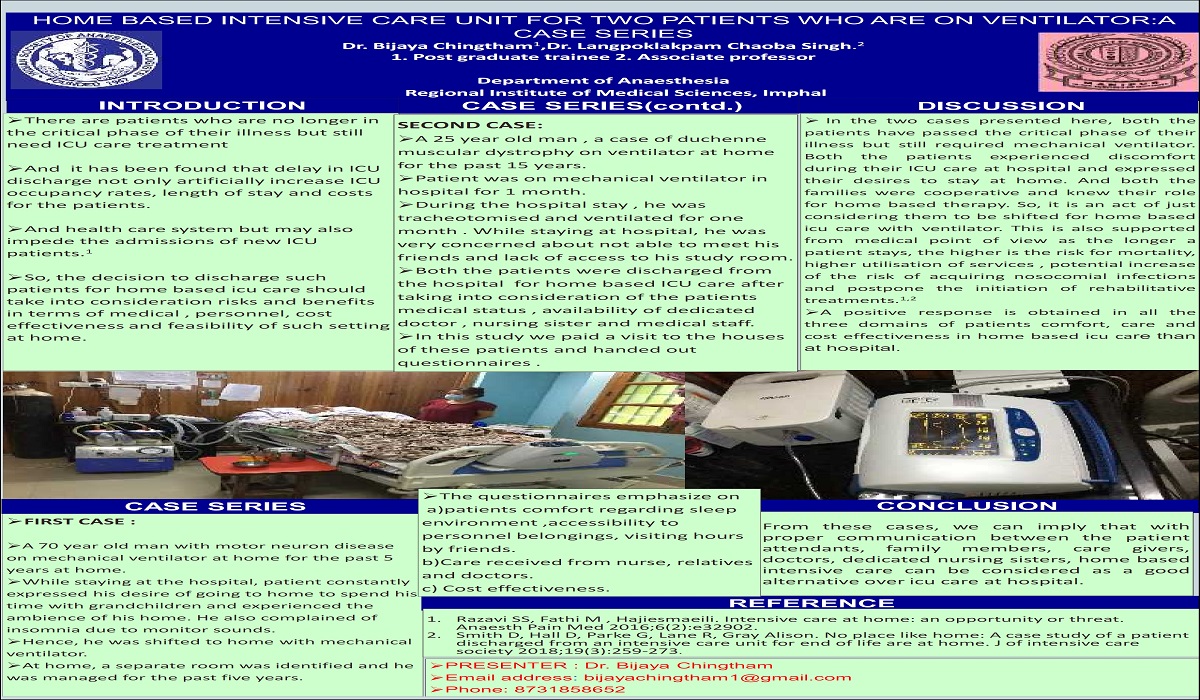 HOME BASED INTENSIVE CARE UNIT FOR TWO PATIENTS WHO ARE ON VENTILATOR:A
CASE SERIES
Dr. Bijaya Chingtham¹,Dr. Langpoklakpam Chaoba Singh.²
1. Post graduate trainee 2. Associate professor
Department of Anaesthesia
Regional Institute of Medical Sciences, Imphal
INTRODUCTION
➢There are patients who are no longer in
the critical phase of their illness but still
need ICU care treatment
➢And it has been found that delay in ICU
discharge not only artificially increase ICU
occupancy rates, length of stay and costs
for the patients.
➢And health care system but may also
impede the admissions of new ICU
patients.¹
➢So, the decision to discharge such
patients for home based icu care should
take into consideration risks and benefits
in terms of medical , personnel, cost
effectiveness and feasibility of such setting
at home.
CASE SERIES
➢FIRST CASE :
➢A 70 year old man with motor neuron disease
on mechanical ventilator at home for the past 5
years at home.
➢While staying at the hospital, patient constantly
expressed his desire of going to home to spend his
time with grandchildren and experienced the
ambience of his home. He also complained of
insomnia due to monitor sounds.
➢Hence, he was shifted to home with mechanical
ventilator.
➢At home, a separate room was identified and he
was managed for the past five years.
CASE SERIES(contd.)
SECOND CASE:
➢A 25 year old man , a case of duchenne
muscular dystrophy on ventilator at home
for the past 15 years.
➢Patient was on mechanical ventilator in
hospital for 1 month.
➢During the hospital stay , he was
tracheotomised and ventilated for one
month . While staying at hospital, he was
very concerned about not able to meet his
friends and lack of access to his study room.
➢Both the patients were discharged from
the hospital for home based ICU care after
taking into consideration of the patients
medical status , availability of dedicated
doctor , nursing sister and medical staff.
➢In this study we paid a visit to the houses
of these patients and handed out
questionnaires .
➢The questionnaires emphasize on
a)patients comfort regarding sleep
environment ,accessibility to
personnel belongings, visiting hours
by friends.
b)Care received from nurse, relatives
and doctors.
c) Cost effectiveness.
DISCUSSION
➢ In the two cases presented here, both the
patients have passed the critical phase of their
illness but still required mechanical ventilator.
Both the patients experienced discomfort
during their ICU care at hospital and expressed
their desires to stay at home. And both the
families were cooperative and knew their role
for home based therapy. So, it is an act of just
considering them to be shifted for home based
icu care with ventilator. This is also supported
from medical point of view as the longer a
patient stays, the higher is the risk for mortality,
higher utilisation of services , potential increase
of the risk of acquiring nosocomial infections
and postpone the initiation of rehabilitative
treatments.¹·²
➢A positive response is obtained in all the
three domains of patients comfort, care and
cost effectiveness in home based icu care than
at hospital.
CONCLUSION
From these cases, we can imply that with
proper communication between the patient
attendants, family members, care givers,
doctors, dedicated nursing sisters, home based
intensive care can be considered as a good
alternative over icu care at hospital.
REFERENCE
1. Razavi SS, Fathi M , Hajiesmaeili. Intensive care at home: an opportunity or threat.
Anaesth Pain Med 2016;6(2):e32902.
2. Smith D, Hall D, Parke G, Lane R, Gray Alison. No place like home: A case study of a patient
discharged from an intensive care unit for end of life are at home. J of intensive care
society 2018;19(3):259-273.
➢PRESENTER : Dr. Bijaya Chingtham
➢Email address: bijayachingtham1@gmail.com
➢Phone: 8731858652